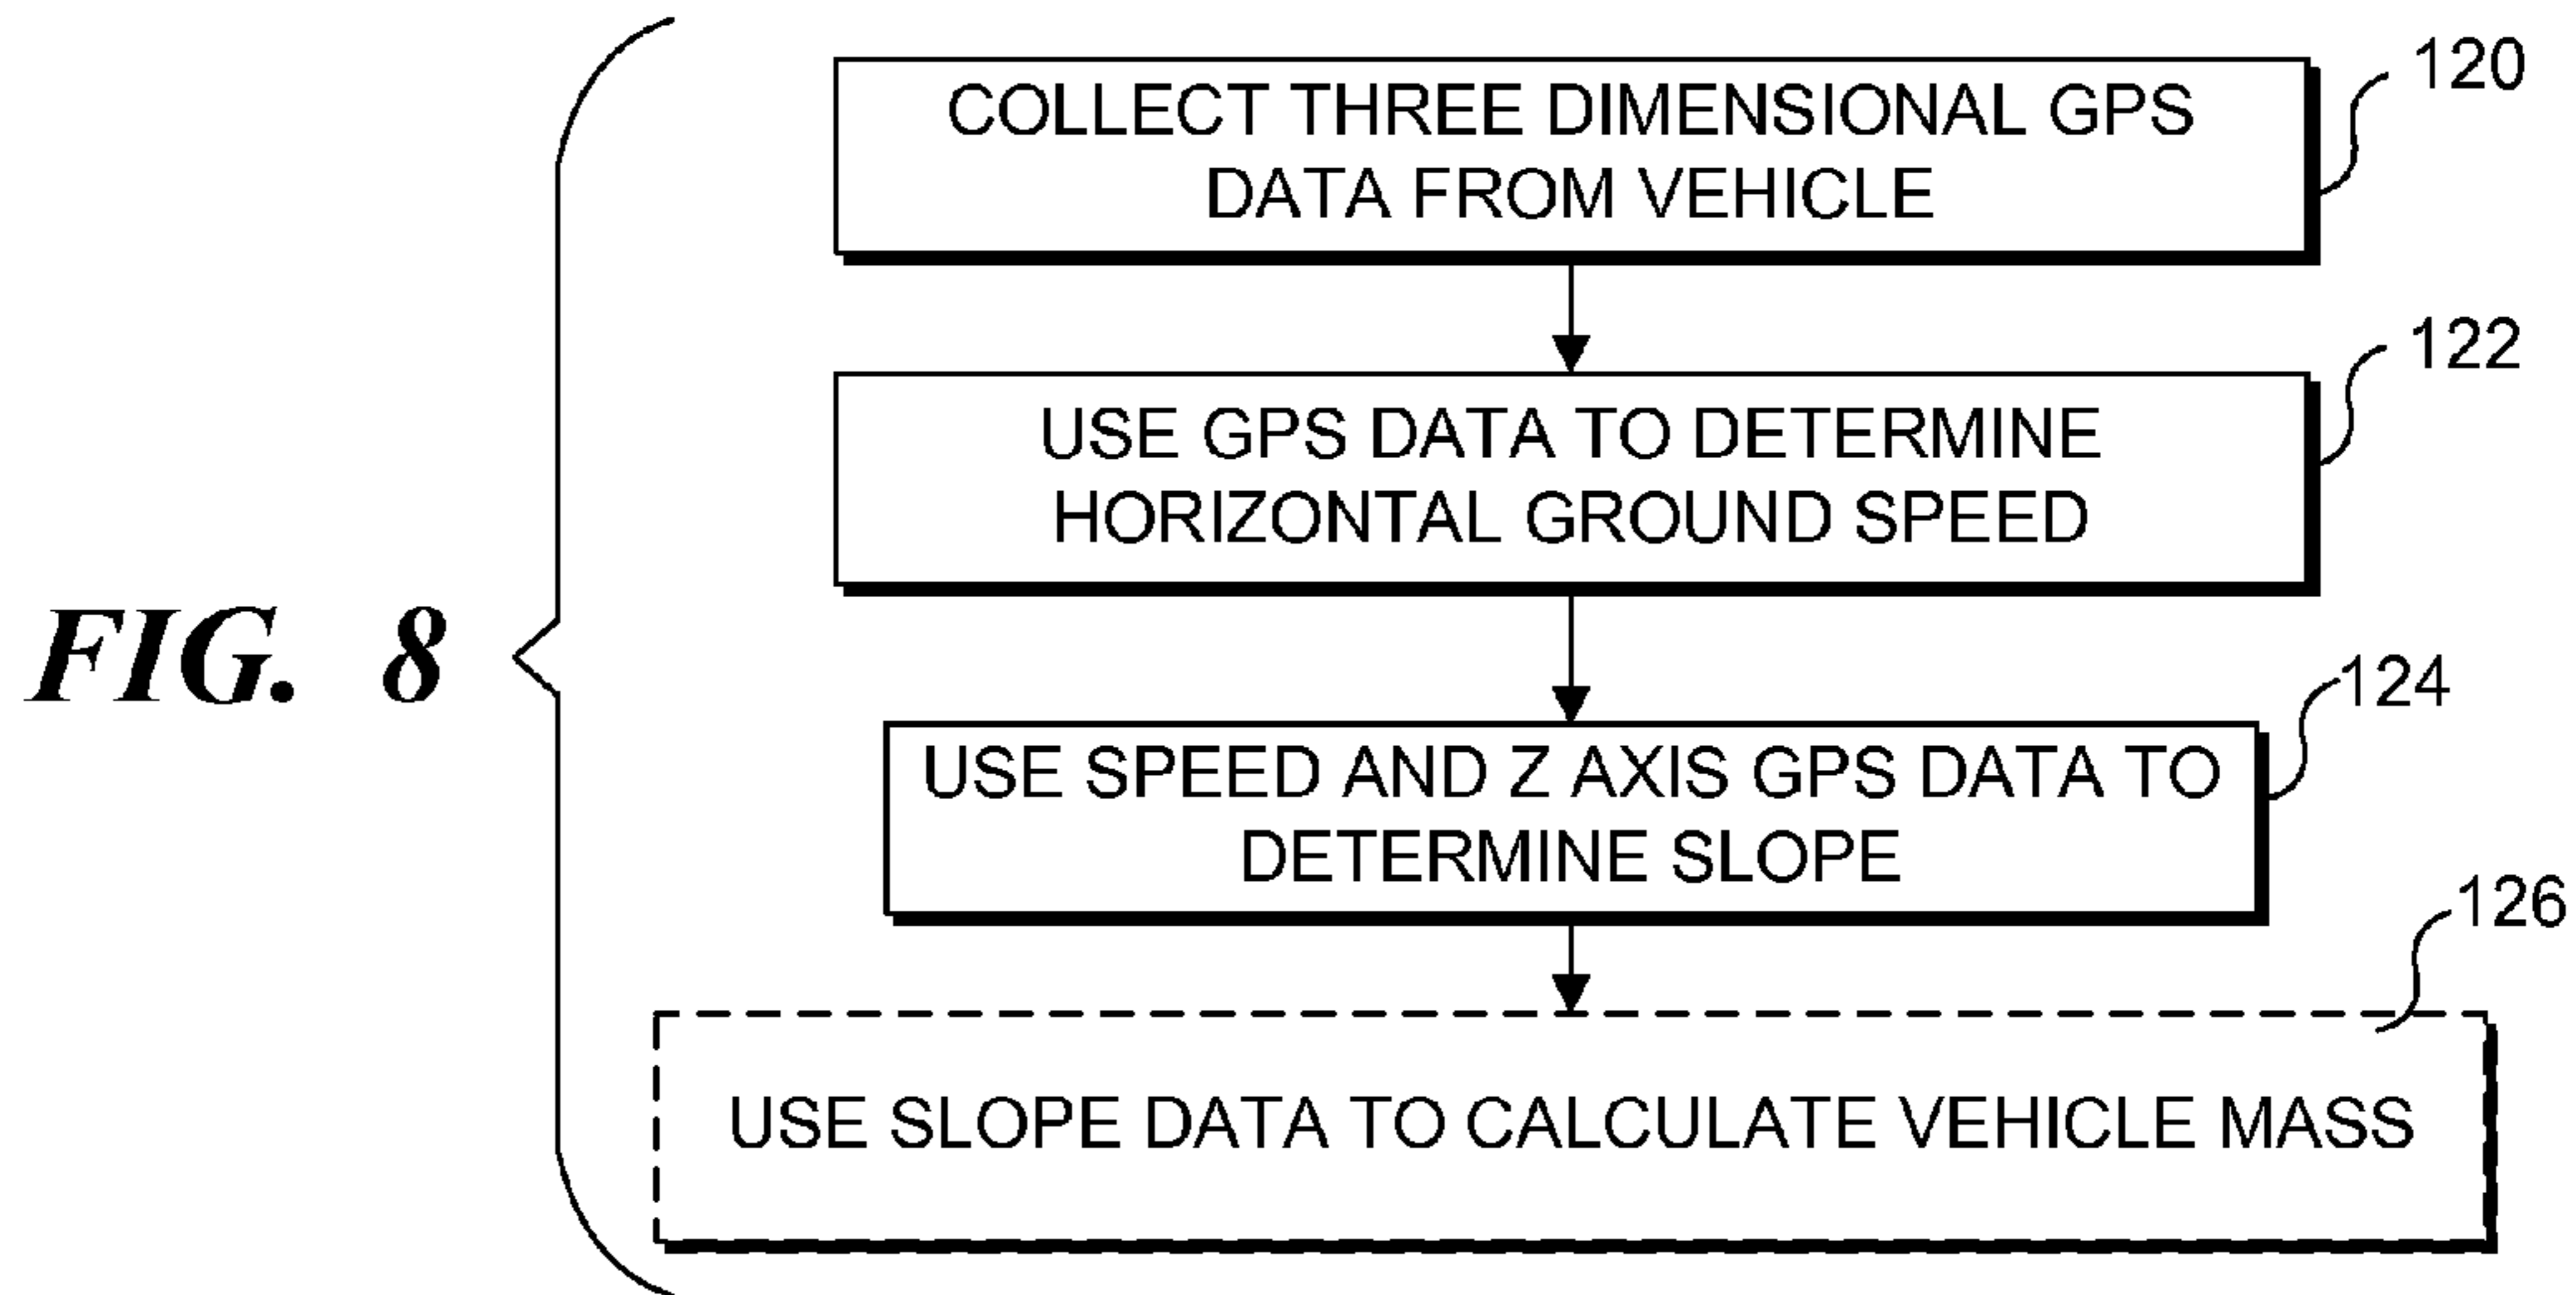 COLLECT THREE DIMENSIONAL GPS
DATA FROM VEHICLE
120
USE GPS DATA TO DETERMINE
HORIZONTAL GROUND SPEED
122
FIG. 8
USE SPEED AND Z AXIS GPS DATA TO
DETERMINE SLOPE
124
USE SLOPE DATA TO CALCULATE VEHICLE MASS
126